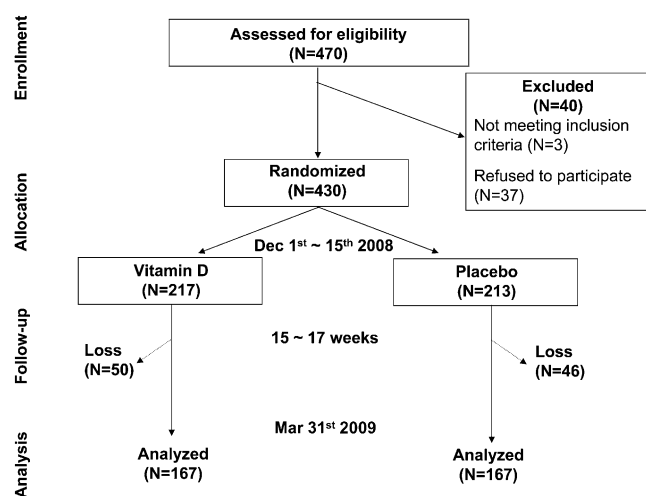 Enrollment
Assessed for eligibility
(N=470)
Excluded
(N=40)
Not meeting inclusion
criteria (N=3)
Refused to participate
(N=37)
Allocation
Randomized
(N=430)
Dec 1st ~ 15th 2008
Vitamin D
(N=217)
Placebo
(N=213)
Follow-up
15 ~ 17 weeks
Loss
(N=50)
Loss
(N=46)
Analysis
Mar 31st 2009
Analyzed
(N=167)
Analyzed
(N=167)